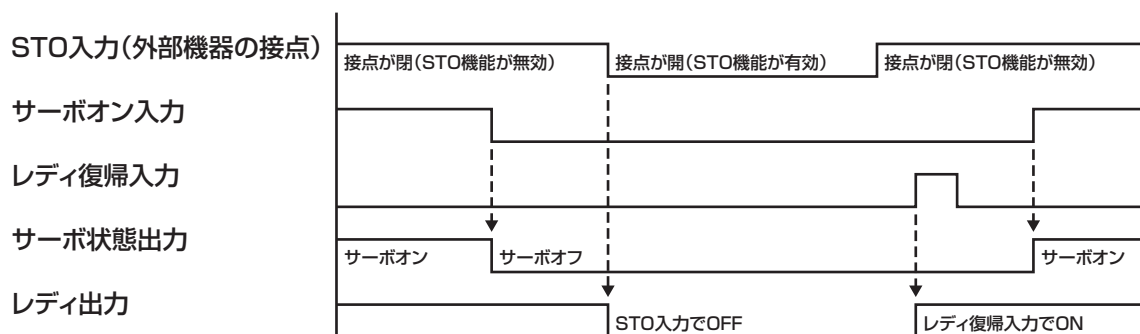 STO入力(外部機器の接点)
接点が閉(STO機能が無効)
接点が開(STO機能が有効)
接点が閉(STO機能が無効)
サーボオン入力
レディ復帰入力
サーボ状態出力
サーボオン
サーボオフ
サーボオン
レディ出力
STO入力でOFF
レディ復帰入力でON